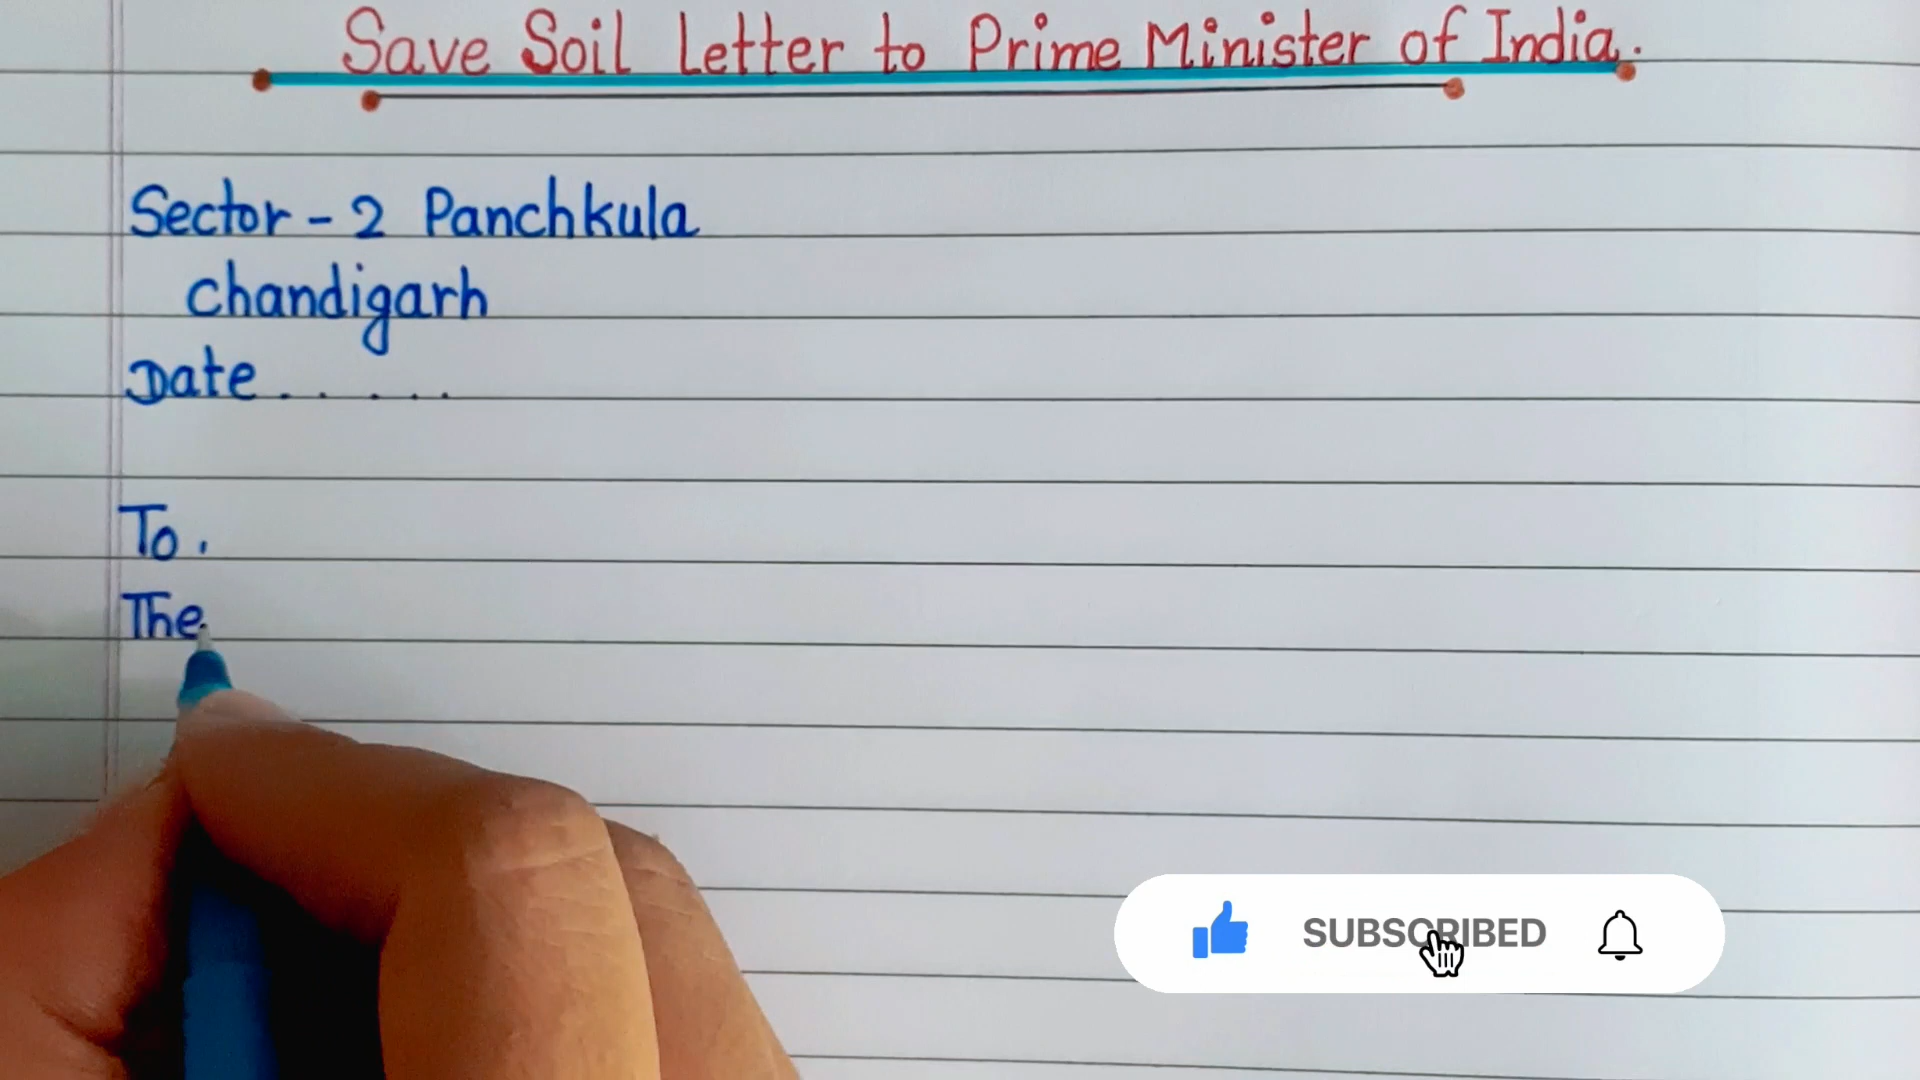 Save Soil Letter to Prime Minister of India.
Sector - 2 Panchkula
Chandigarh
Date . . . . . .
To,
The
SUBSCRIBED